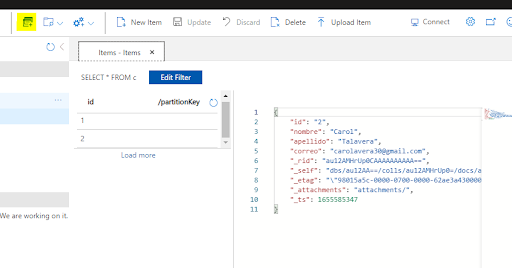 New Item Update Discard Delete Upload Item Connect
Items - Items ×
SELECT * FROM c Edit Filter
id /partitionKey
1
2
Load more
We are working on it.
1 {
2 "id": "2",
3 "nombre": "Carol",
4 "apellido": "Talavera",
5 "correo": "carolavera30@gmail.com",
6 "_rid": "au12AMHrUp0CAAAAAAAAAA==",
7 "_self": "dbs/au12AA==/colls/au12AMHrUp0=/docs/a
8 "_etag": "\"98015a5c-0000-0700-0000-62ae3a430000
9 "_attachments": "attachments/",
10 "_ts": 1655585347
11 }